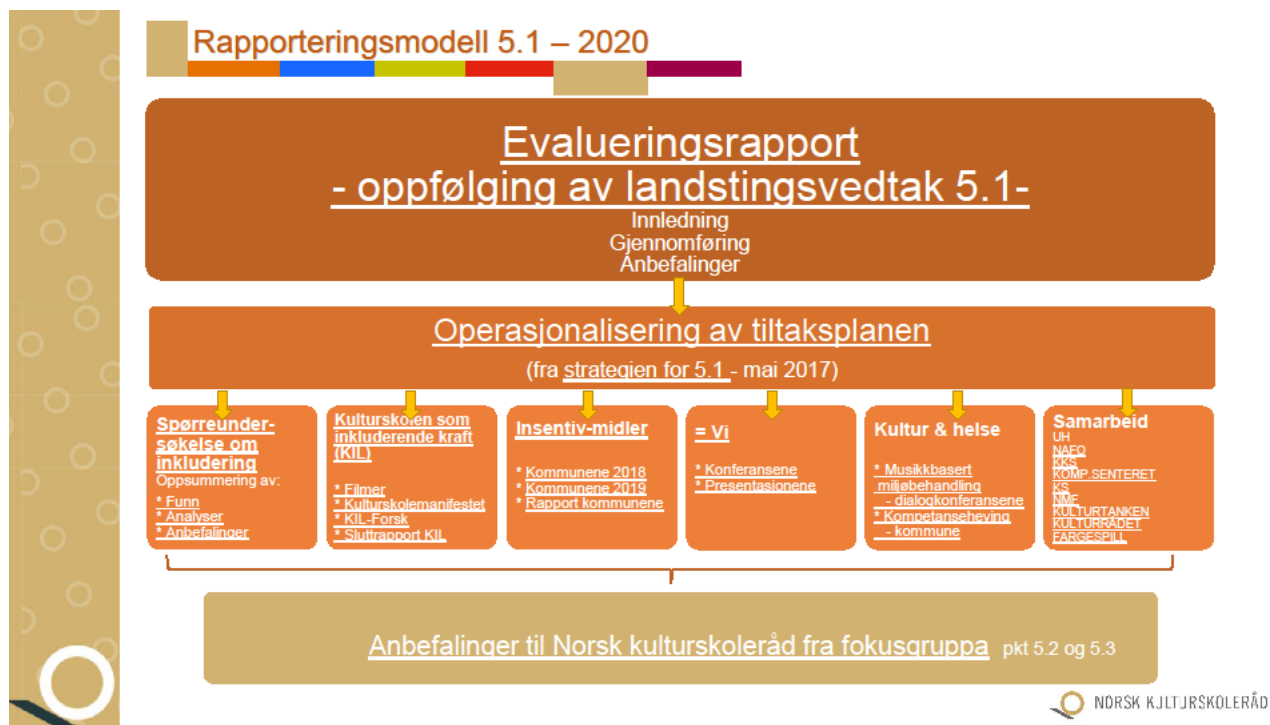 Rapporteringsmodell 5.1 – 2020
Evalueringsrapport
- oppfølging av landstingsvedtak 5.1-
Innledning
Gjennomføring
Anbefalinger
Operasjonalisering av tiltaksplanen
(fra strategien for 5.1 - mai 2017)
Spørreunder-
søkelse om
inkludering
Oppsummering av:
* Funn
* Analyser
* Anbefalinger
Kulturskolen som
inkluderende kraft
(KIL)
* Filmer
* Kulturskolemanifestet
* KIL-Forsk
* Sluttrapport KIL
Insentiv-midler
* Kommunene 2018
* Kommunene 2019
* Rapport kommunene
= Vi
* Konferansene
* Presentasjonene
Kultur & helse
* Musikkbasert
miljøbehandling
- dialogkonferansene
* Kompetanseheving
- kommune
Samarbeid
UH
NAFO
KKS
KOMP.SENTERET
KS
NMF
KULTURTANKEN
KULTURRÅDET
FARGESPILL
Anbefalinger til Norsk kulturskoleråd fra fokusgruppa pkt 5.2 og 5.3
NORSK KULTURSKOLERÅD